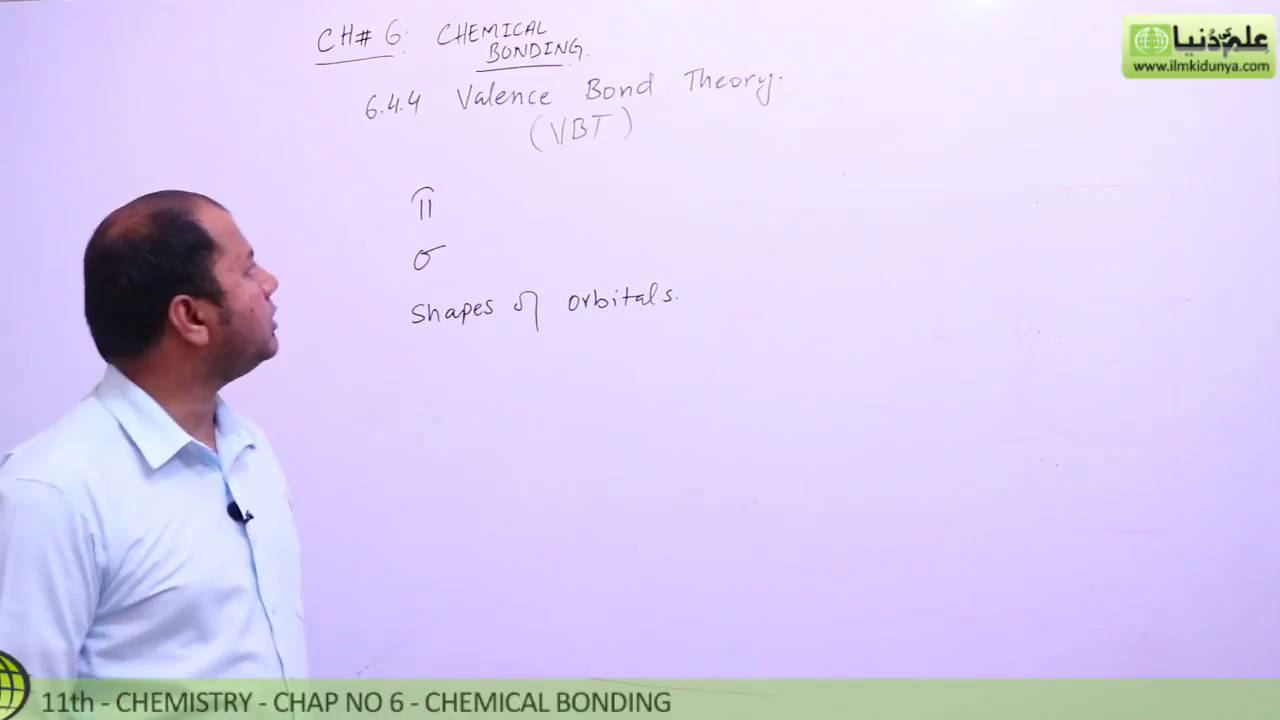 CH# 6: CHEMICAL
BONDING.
6.4.4 Valence Bond Theory.
(VBT)
π
σ
Shapes of orbitals.
علم کی دُنیا
www.ilmkidunya.com
11th - CHEMISTRY - CHAP NO 6 - CHEMICAL BONDING